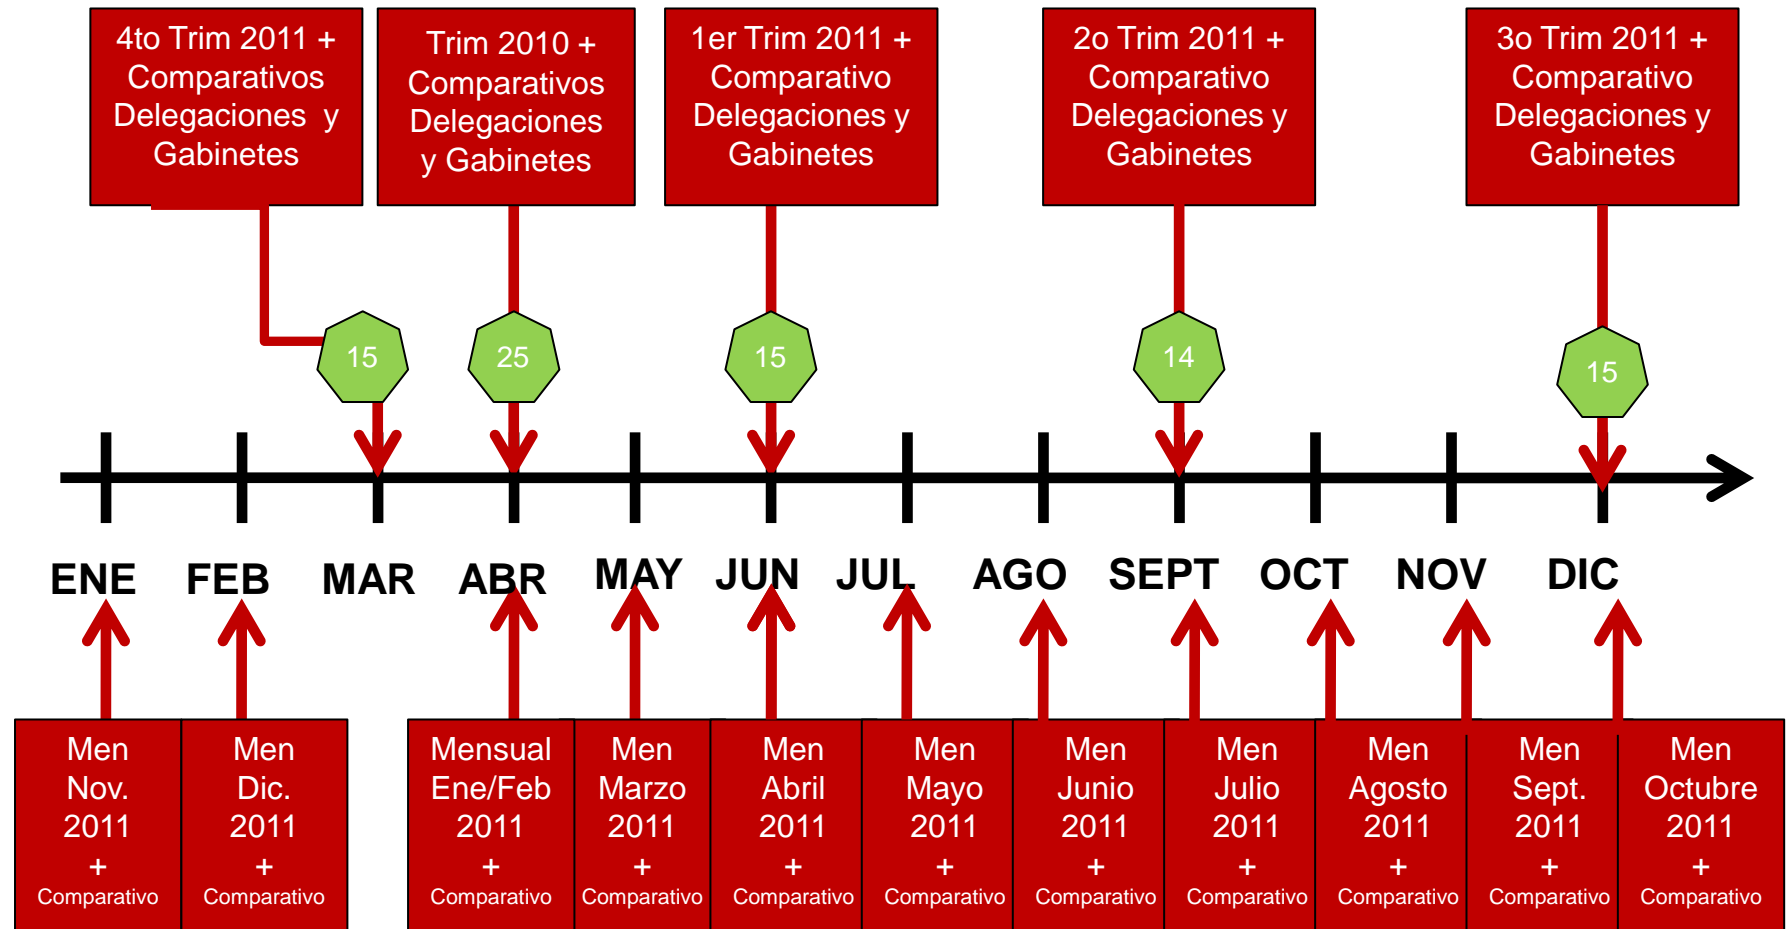 4to Trim 2011 +
Comparativos
Delegaciones y
Gabinetes
Trim 2010 +
Comparativos
Delegaciones
y Gabinetes
1er Trim 2011 +
Comparativo
Delegaciones y
Gabinetes
2o Trim 2011 +
Comparativo
Delegaciones y
Gabinetes
3o Trim 2011 +
Comparativo
Delegaciones y
Gabinetes
15
25
15
14
15
ENE
FEB
MAR
ABR
MAY
JUN
JUL
AGO
SEPT
OCT
NOV
DIC
Men
Nov.
2011
+
Comparativo
Men
Dic.
2011
+
Comparativo
Mensual
Ene/Feb
2011
+
Comparativo
Men
Marzo
2011
+
Comparativo
Men
Abril
2011
+
Comparativo
Men
Mayo
2011
+
Comparativo
Men
Junio
2011
+
Comparativo
Men
Julio
2011
+
Comparativo
Men
Agosto
2011
+
Comparativo
Men
Sept.
2011
+
Comparativo
Men
Octubre
2011
+
Comparativo